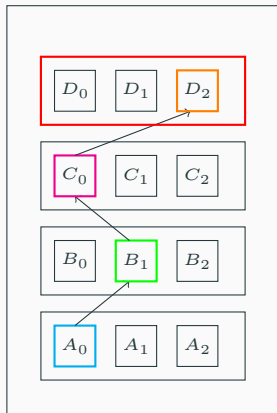 D₀ D₁ D₂
C₀ C₁ C₂
B₀ B₁ B₂
A₀ A₁ A₂